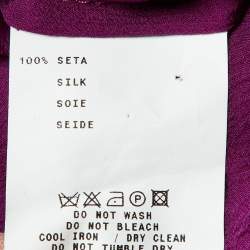 100% SETA
SILK
SOIE
SEIDE
DO NOT WASH
DO NOT BLEACH
COOL IRON / DRY CLEAN
DO NOT TUMBLE DRY